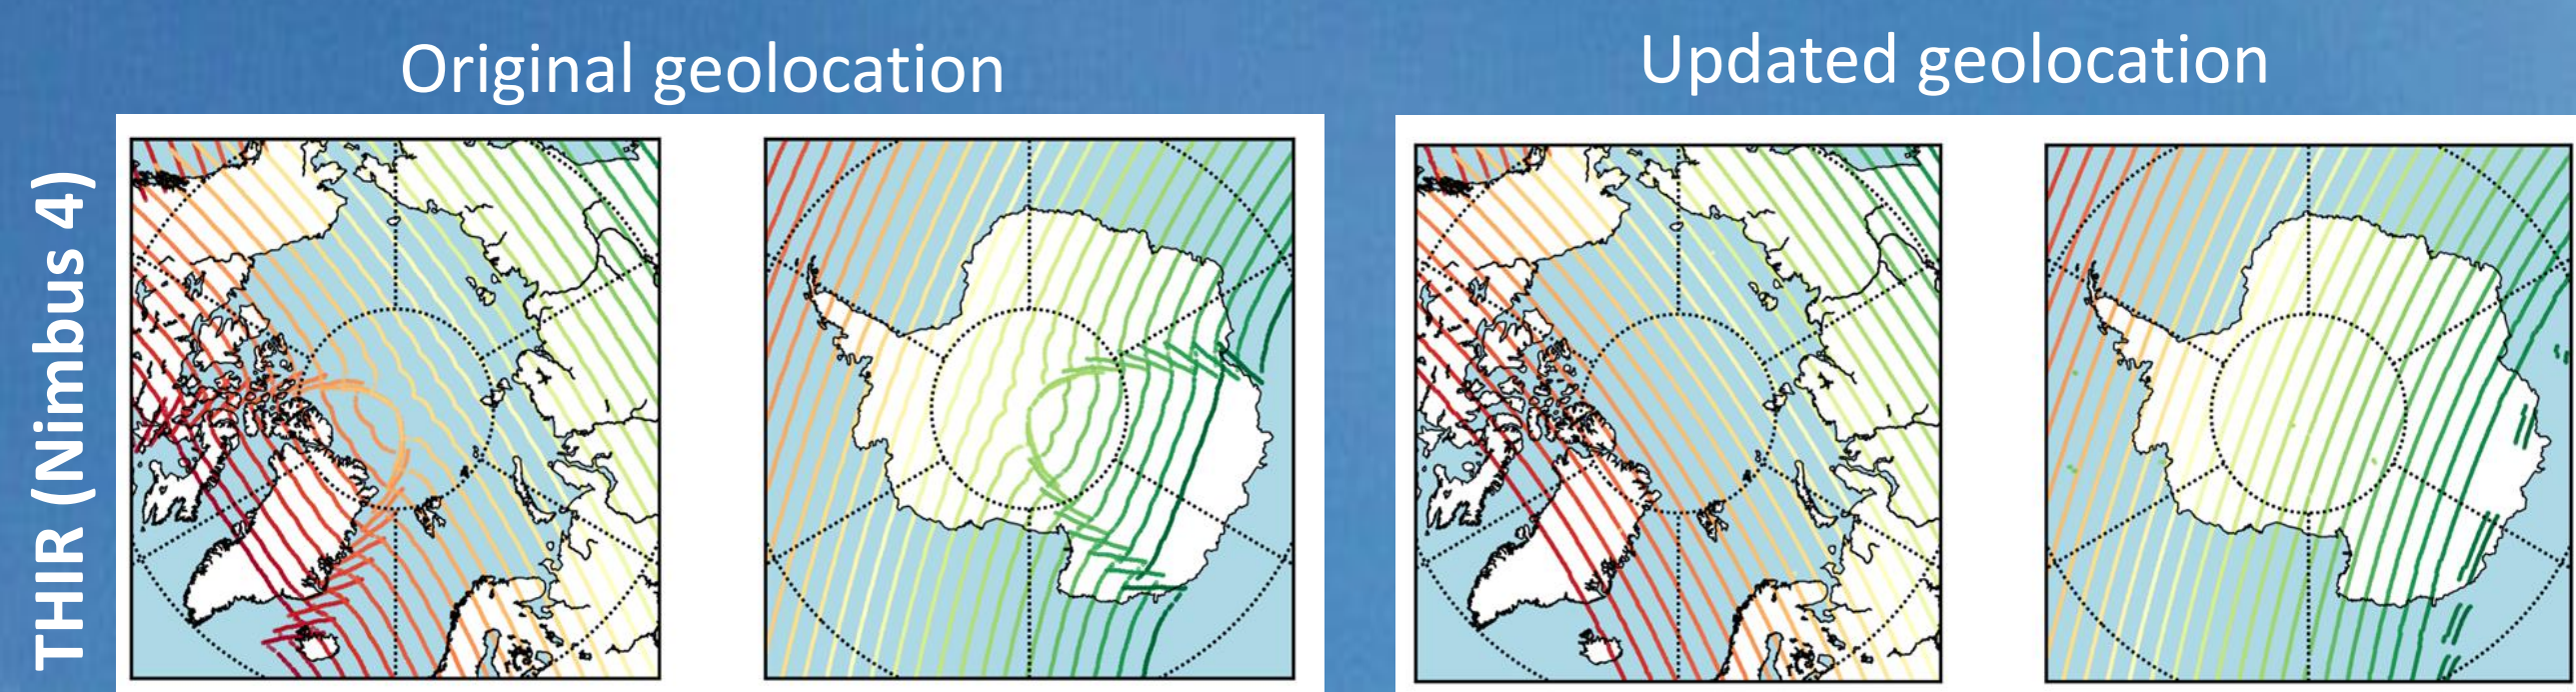 Original geolocation
Updated geolocation
THIR (Nimbus 4)